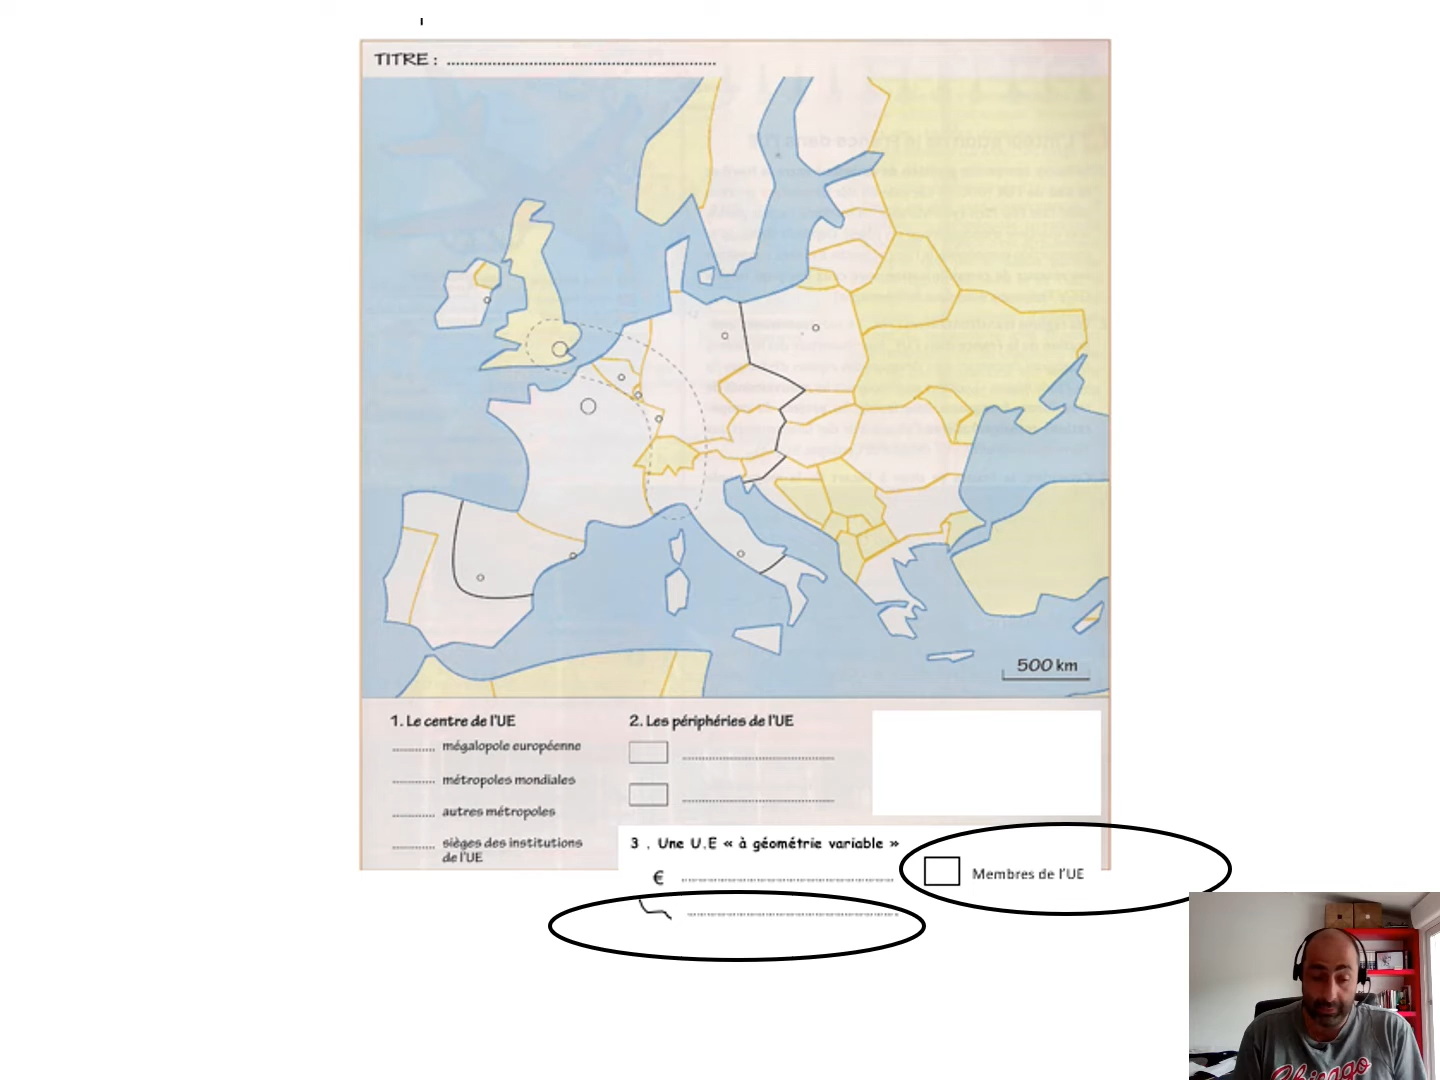 TITRE : ........................................................................
500 km
1. Le centre de l'UE
............ mégalopole européenne
............ métropoles mondiales
............ autres métropoles
............ sièges des institutions
de l'UE
2. Les périphéries de l'UE
........................................
........................................
3 . Une U.E « à géométrie variable »
€ ........................................................
........................................................
Membres de l'UE
Chicago